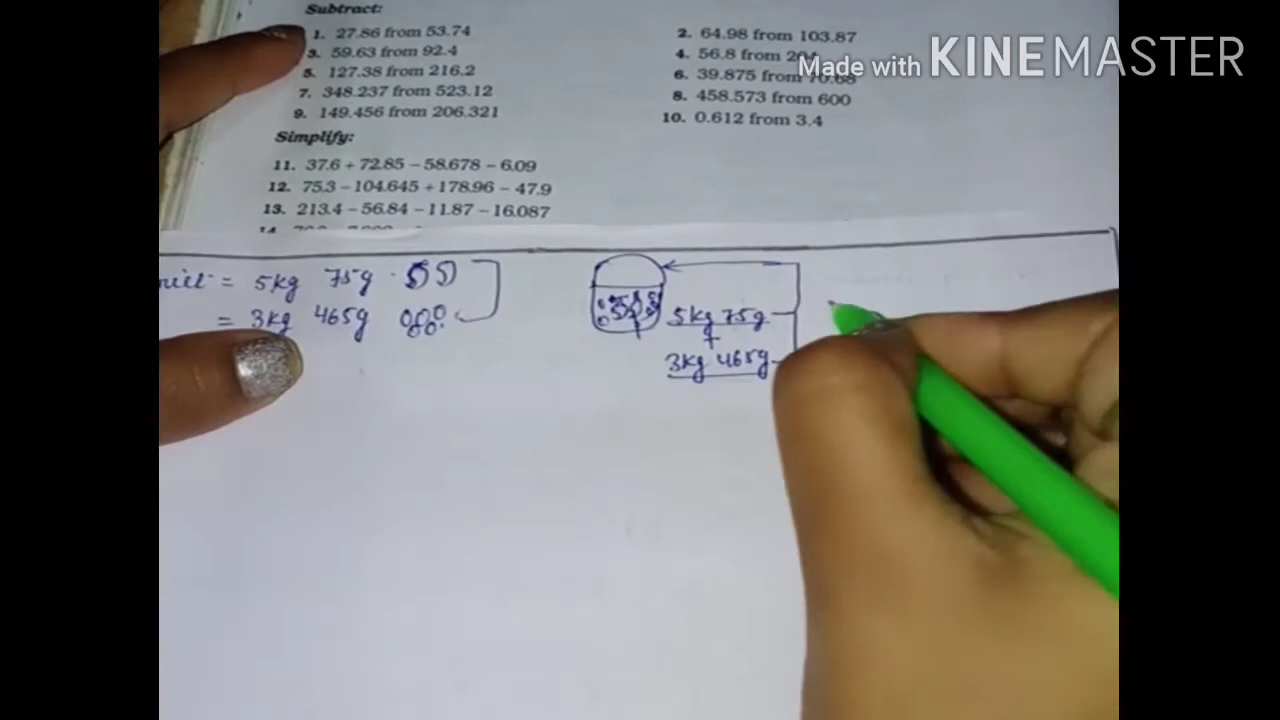 Subtract:
1. 27.86 from 53.74
2. 64.98 from 103.87
3. 59.63 from 92.4
4. 56.8 from
5. 127.38 from 216.2
6. 39.875 from 70.68
7. 348.237 from 523.12
8. 458.573 from 600
9. 149.456 from 206.321
10. 0.612 from 3.4
Simplify:
11. 37.6 + 72.85 - 58.678 - 6.09
12. 75.3 - 104.645 + 178.96 - 47.9
13. 213.4 - 56.84 - 11.87 - 16.087
Made with KINEMASTER
= 5kg 75g
= 3kg 465g
5kg 75g
+
3kg 465g